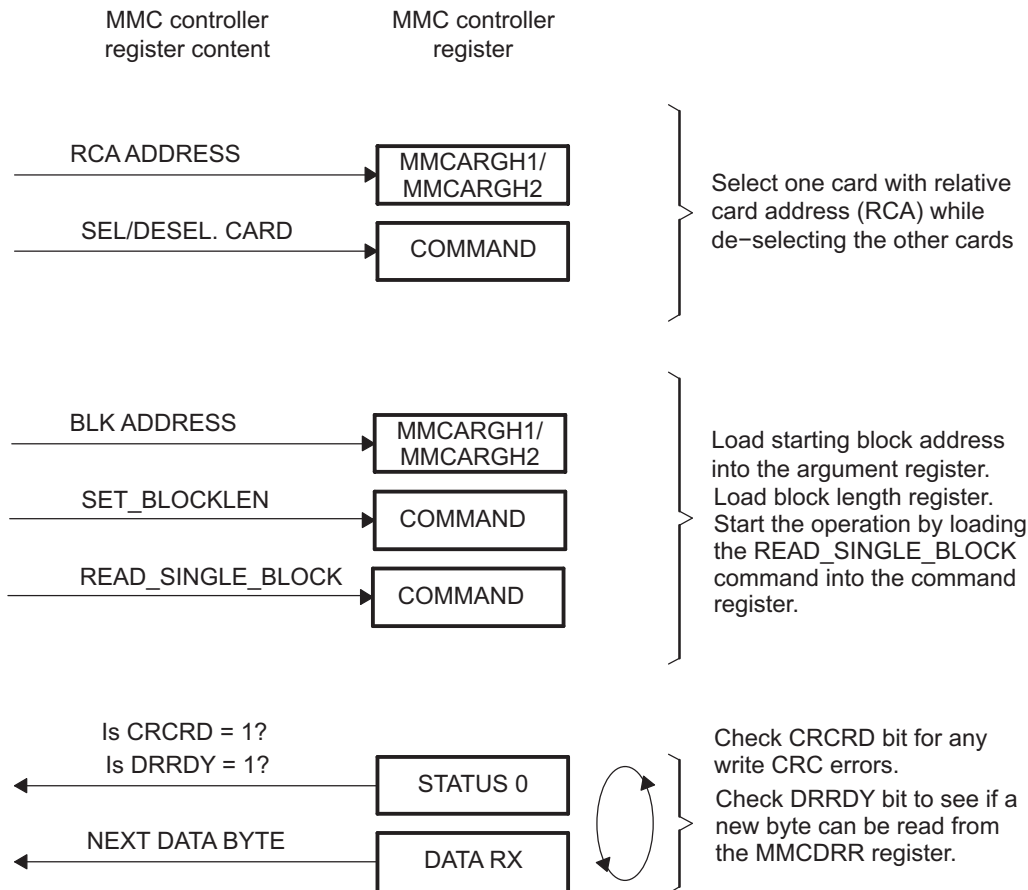 MMC controller
register content
MMC controller
register
RCA ADDRESS
MMCARGH1/
MMCARGH2
SEL/DESEL. CARD
COMMAND
Select one card with relative
card address (RCA) while
de−selecting the other cards
BLK ADDRESS
MMCARGH1/
MMCARGH2
SET_BLOCKLEN
COMMAND
READ_SINGLE_BLOCK
COMMAND
Load starting block address
into the argument register.
Load block length register.
Start the operation by loading
the READ_SINGLE_BLOCK
command into the command
register.
Is CRCRD = 1?
Is DRRDY = 1?
STATUS 0
NEXT DATA BYTE
DATA RX
Check CRCRD bit for any
write CRC errors.
Check DRRDY bit to see if a
new byte can be read from
the MMCDRR register.